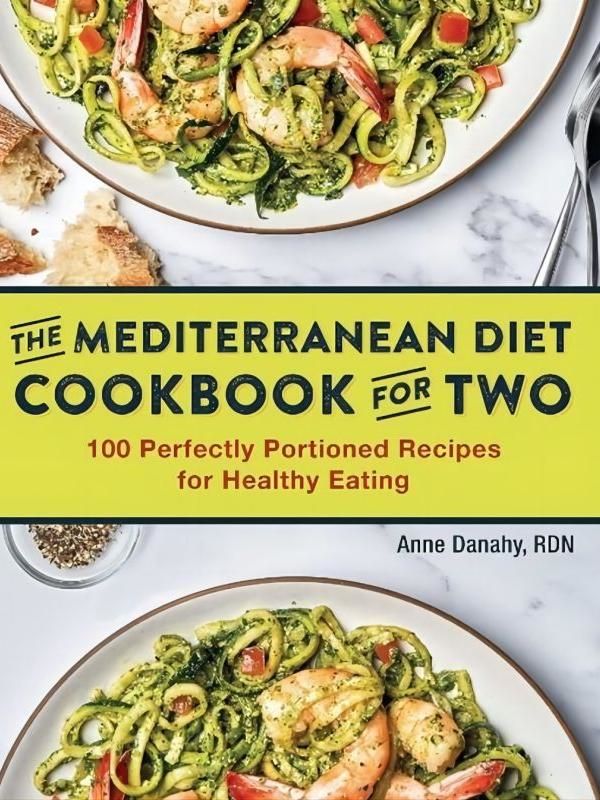 THE MEDITERRANEAN DIET
COOKBOOK FOR TWO
100 Perfectly Portioned Recipes
for Healthy Eating
Anne Danahy, RDN